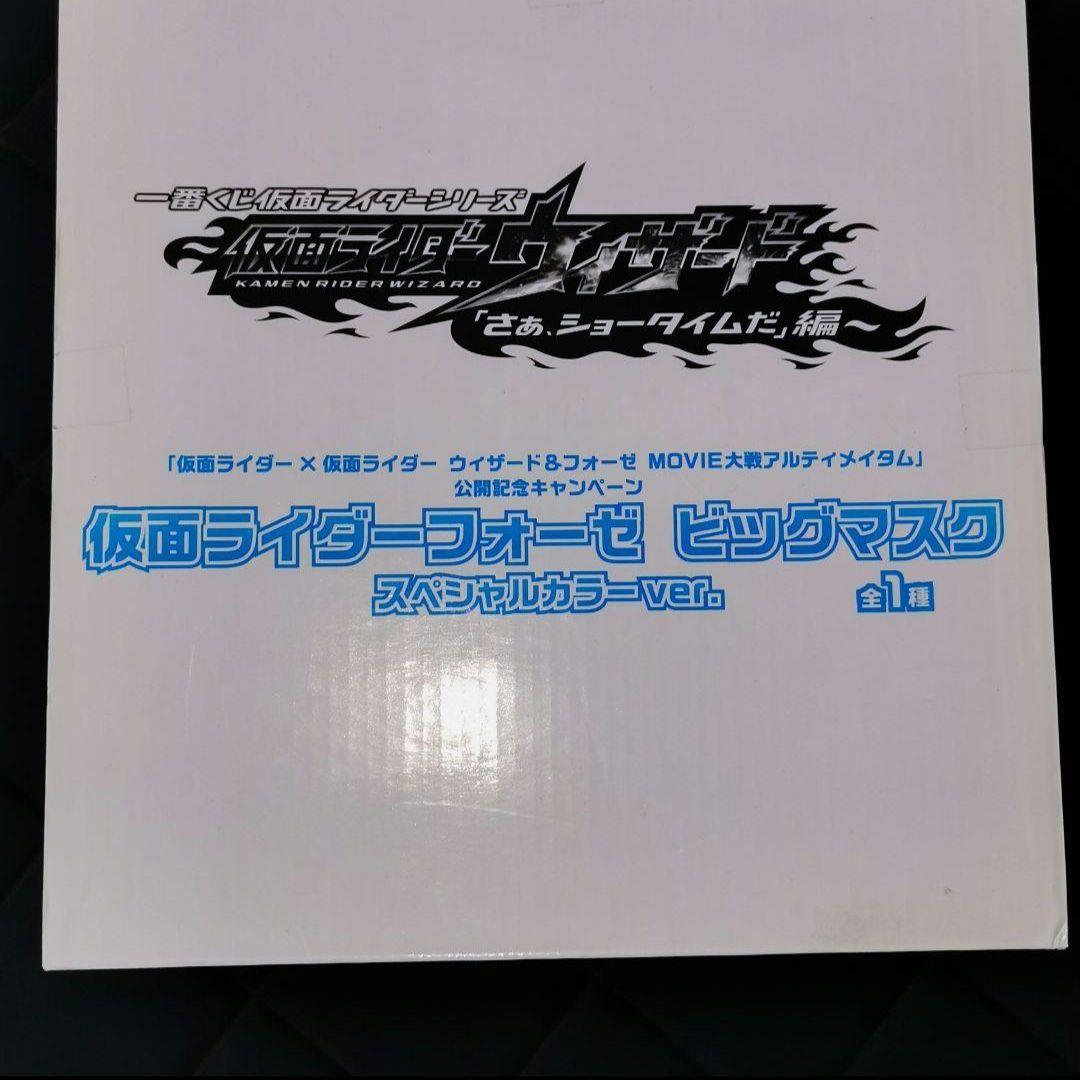 一番くじ仮面ライダーシリーズ
仮面ライダーウィザード
KAMEN RIDER WIZARD
〜「さぁ、ショータイムだ」編〜
「仮面ライダー×仮面ライダー ウィザード&フォーゼ MOVIE大戦アルティメイタム」
公開記念キャンペーン
仮面ライダーフォーゼ ビッグマスク
スペシャルカラーver. 全1種